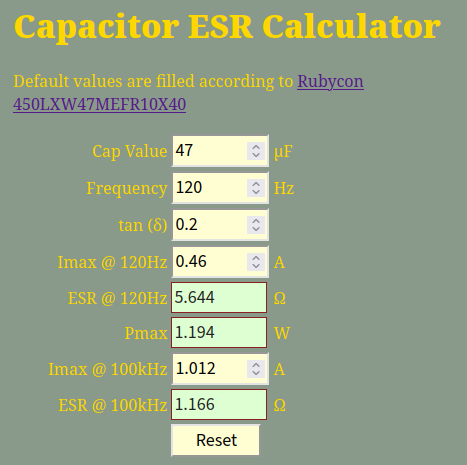 Capacitor ESR Calculator
Default values are filled according to Rubycon
450LXW47MEFR10X40
Cap Value 47 µF
Frequency 120 Hz
tan (δ) 0.2
Imax @ 120Hz 0.46 A
ESR @ 120Hz 5.644 Ω
Pmax 1.194 W
Imax @ 100kHz 1.012 A
ESR @ 100kHz 1.166 Ω
Reset